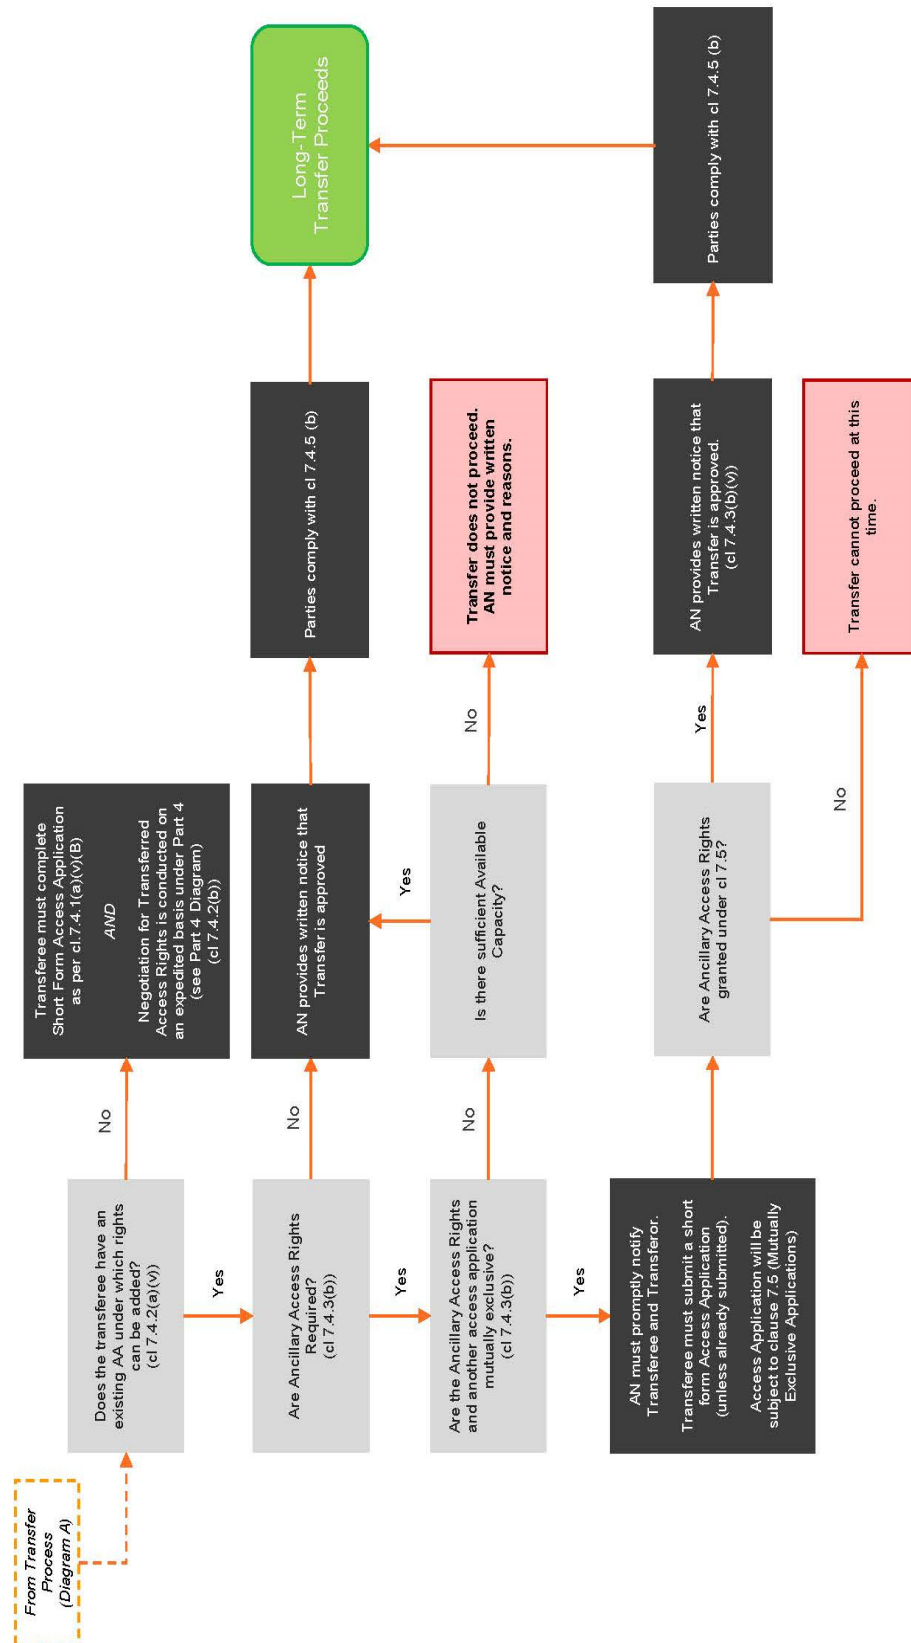 From Transfer
Process
(Diagram A)
Does the transferee have an
existing AA under which rights
can be added?
(cl 7.4.2(a)(v))
No
Transferee must complete
Short Form Access Application
as per cl.7.4.1(a)(v)(B)
AND
Negotiation for Transferred
Access Rights is conducted on
an expedited basis under Part 4
(see Part 4 Diagram)
(cl 7.4.2(b))
Yes
Are Ancillary Access Rights
Required?
(cl 7.4.3(b))
No
AN provides written notice that
Transfer is approved
Parties comply with cl 7.4.5 (b)
Long-Term
Transfer Proceeds
Yes
Yes
Are the Ancillary Access Rights
and another access application
mutually exclusive?
(cl 7.4.3(b))
No
Is there sufficient Available
Capacity?
No
Transfer does not proceed.
AN must provide written
notice and reasons.
Yes
AN must promptly notify
Transferee and Transferor.
Transferee must submit a short
form Access Application
(unless already submitted).
Access Application will be
subject to clause 7.5 (Mutually
Exclusive Applications)
Are Ancillary Access Rights
granted under cl 7.5?
Yes
AN provides written notice that
Transfer is approved.
(cl 7.4.3(b)(v))
Parties comply with cl 7.4.5 (b)
No
Transfer cannot proceed at this
time.